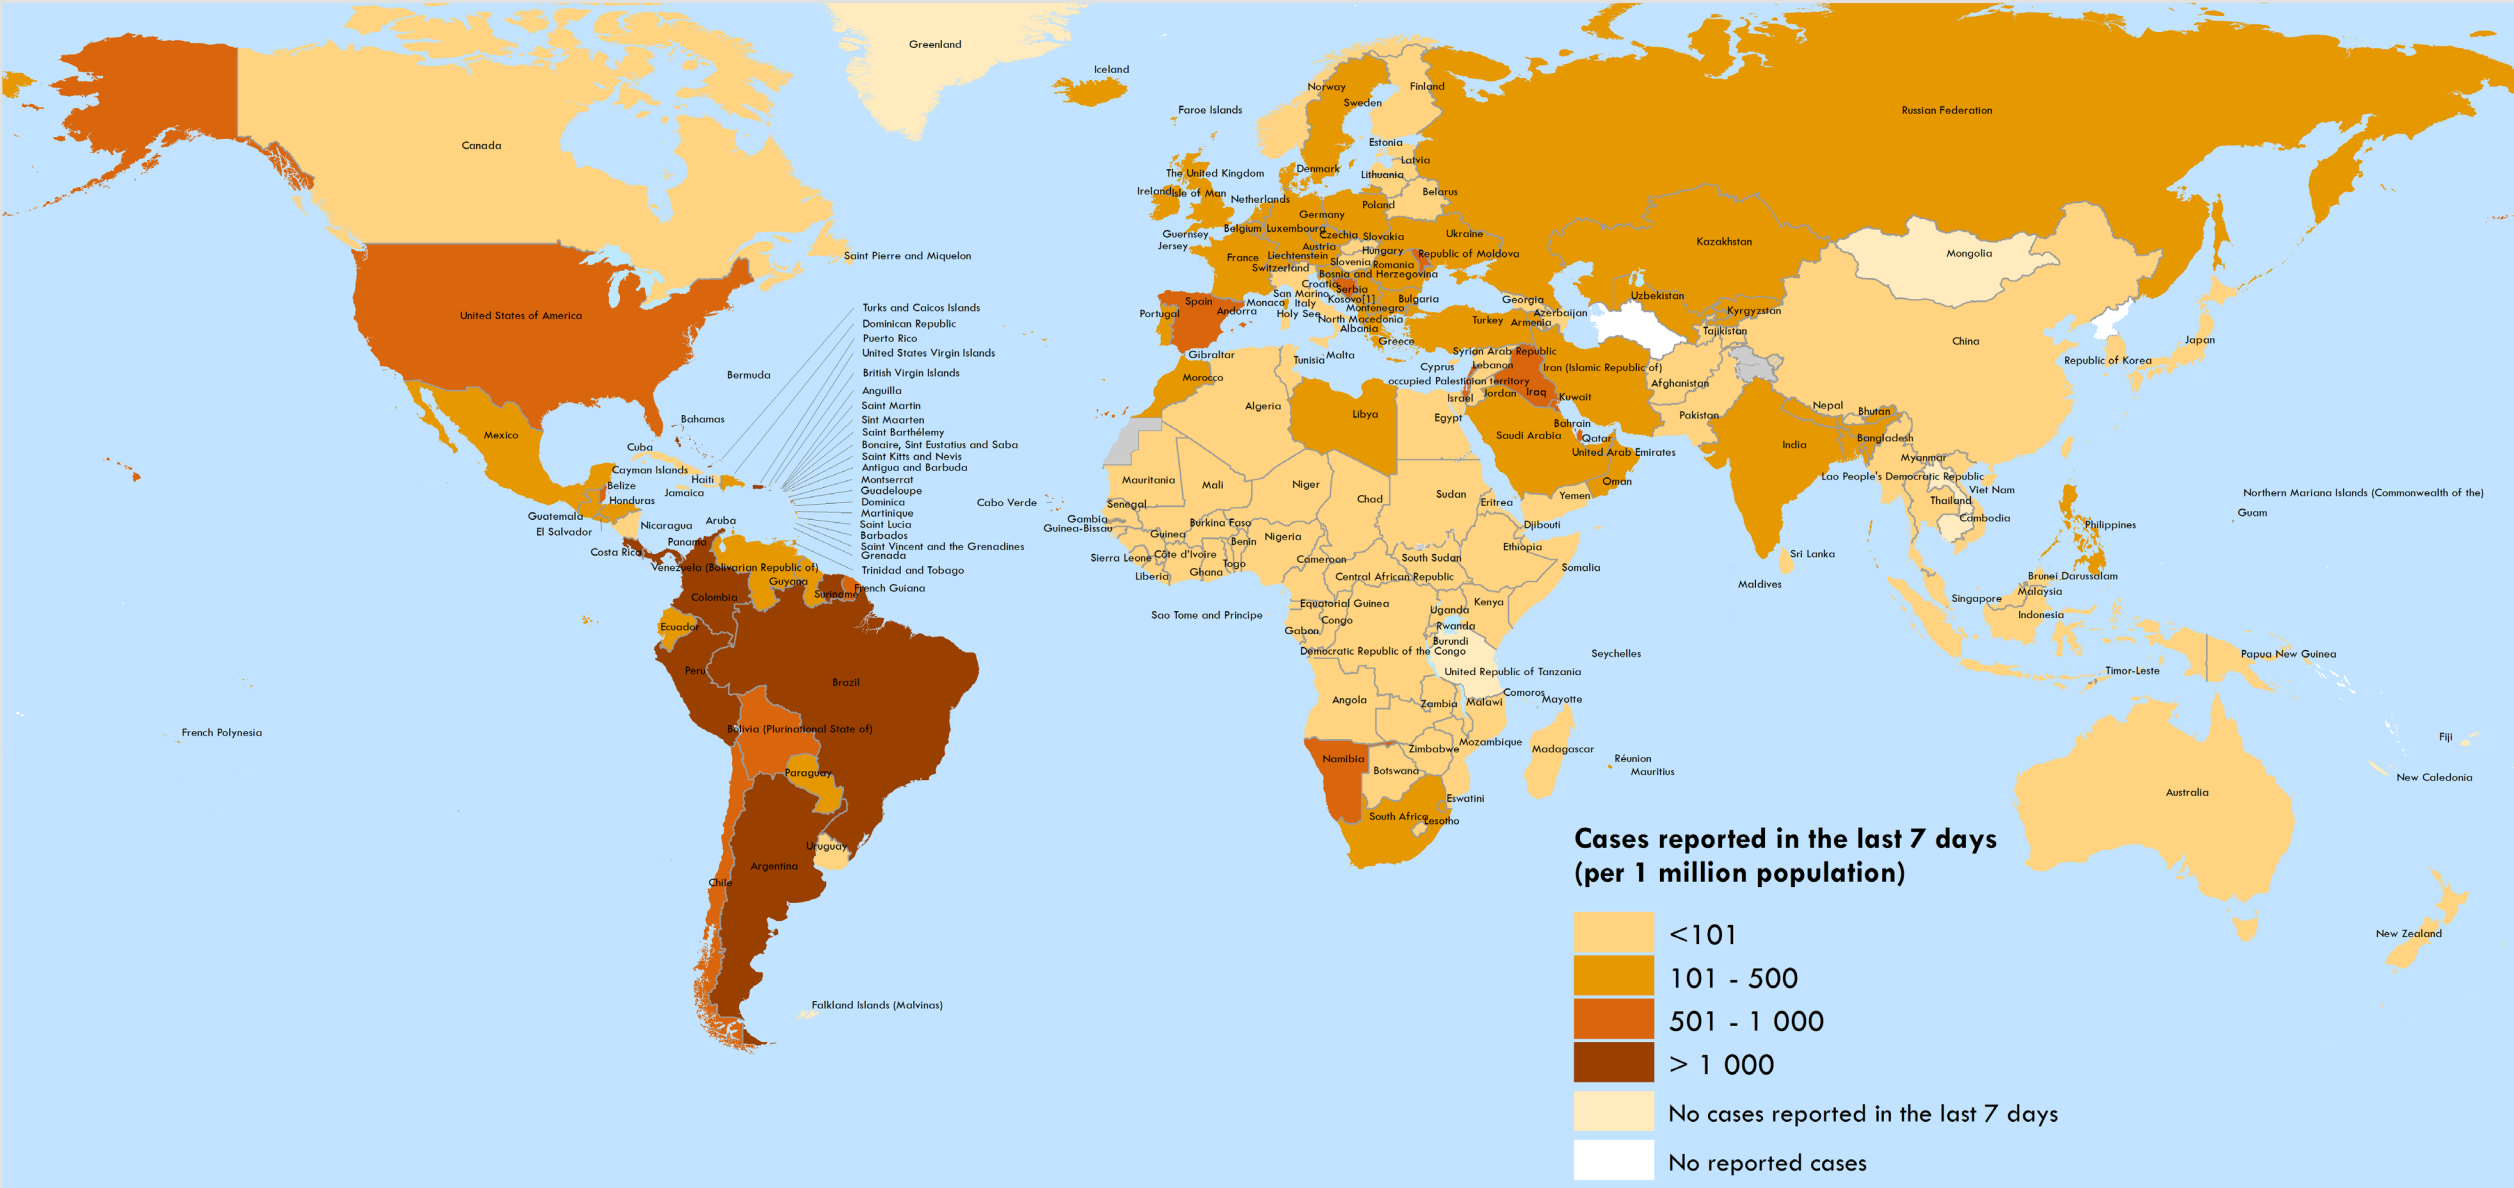 Greenland
Iceland
Faroe Islands
Norway
Sweden
Finland
Russian Federation
Canada
Estonia
Latvia
Lithuania
Denmark
The United Kingdom
Ireland
Isle of Man
Netherlands
Belarus
Poland
Germany
Guernsey
Jersey
Belgium
Luxembourg
Czechia
Slovakia
Ukraine
Kazakhstan
Mongolia
Saint Pierre and Miquelon
Austria
Hungary
Republic of Moldova
France
Liechtenstein
Switzerland
Slovenia
Romania
Bosnia and Herzegovina
Croatia
Serbia
San Marino
Kosovo[1]
Bulgaria
Georgia
Uzbekistan
Spain
Monaco
Italy
Montenegro
Andorra
Holy See
Portugal
North Macedonia
Albania
Turkey
Armenia
Azerbaijan
Kyrgyzstan
Tajikistan
Greece
China
Japan
Republic of Korea
United States of America
Turks and Caicos Islands
Dominican Republic
Puerto Rico
United States Virgin Islands
British Virgin Islands
Anguilla
Saint Martin
Sint Maarten
Saint Barthélemy
Bonaire, Sint Eustatius and Saba
Saint Kitts and Nevis
Antigua and Barbuda
Montserrat
Guadeloupe
Dominica
Martinique
Saint Lucia
Barbados
Saint Vincent and the Grenadines
Grenada
Trinidad and Tobago
Bermuda
Bahamas
Mexico
Cuba
Cayman Islands
Haiti
Jamaica
Belize
Honduras
Guatemala
El Salvador
Nicaragua
Aruba
Costa Rica
Panama
Venezuela (Bolivarian Republic of)
Guyana
Suriname
French Guiana
Colombia
Ecuador
Peru
Brazil
Bolivia (Plurinational State of)
Paraguay
Uruguay
Argentina
Chile
Falkland Islands (Malvinas)
French Polynesia
Gibraltar
Tunisia
Malta
Syrian Arab Republic
Cyprus
Lebanon
Iran (Islamic Republic of)
occupied Palestinian territory
Afghanistan
Morocco
Israel
Jordan
Iraq
Kuwait
Algeria
Libya
Egypt
Pakistan
Nepal
Bhutan
Bahrain
Saudi Arabia
Qatar
United Arab Emirates
India
Bangladesh
Myanmar
Lao People's Democratic Republic
Viet Nam
Thailand
Cambodia
Oman
Yemen
Mauritania
Mali
Niger
Chad
Sudan
Eritrea
Cabo Verde
Senegal
Gambia
Guinea-Bissau
Burkina Faso
Djibouti
Guinea
Benin
Nigeria
Ethiopia
Sierra Leone
Côte d'Ivoire
Togo
Ghana
Liberia
Cameroon
South Sudan
Somalia
Central African Republic
Sri Lanka
Maldives
Northern Mariana Islands (Commonwealth of the)
Guam
Philippines
Brunei Darussalam
Malaysia
Singapore
Indonesia
Sao Tome and Principe
Equatorial Guinea
Uganda
Kenya
Congo
Gabon
Rwanda
Burundi
Democratic Republic of the Congo
Seychelles
United Republic of Tanzania
Papua New Guinea
Timor-Leste
Angola
Zambia
Malawi
Comoros
Mayotte
Mozambique
Zimbabwe
Madagascar
Namibia
Botswana
Réunion
Mauritius
Fiji
New Caledonia
Australia
Eswatini
South Africa
Lesotho
New Zealand
Cases reported in the last 7 days
(per 1 million population)
<101
101 - 500
501 - 1 000
> 1 000
No cases reported in the last 7 days
No reported cases